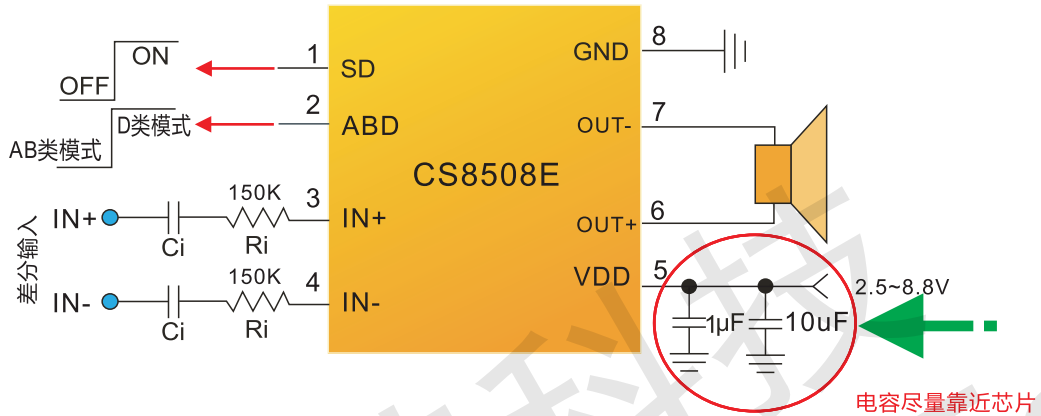 ON
OFF
D类模式
AB类模式
差分输入
IN+
Ci
150K
Ri
IN-
Ci
150K
Ri
1
SD
2
ABD
3
IN+
4
IN-
CS8508E
GND
8
OUT-
7
OUT+
6
VDD
5
1μF
10uF
2.5~8.8V
电容尽量靠近芯片
科技